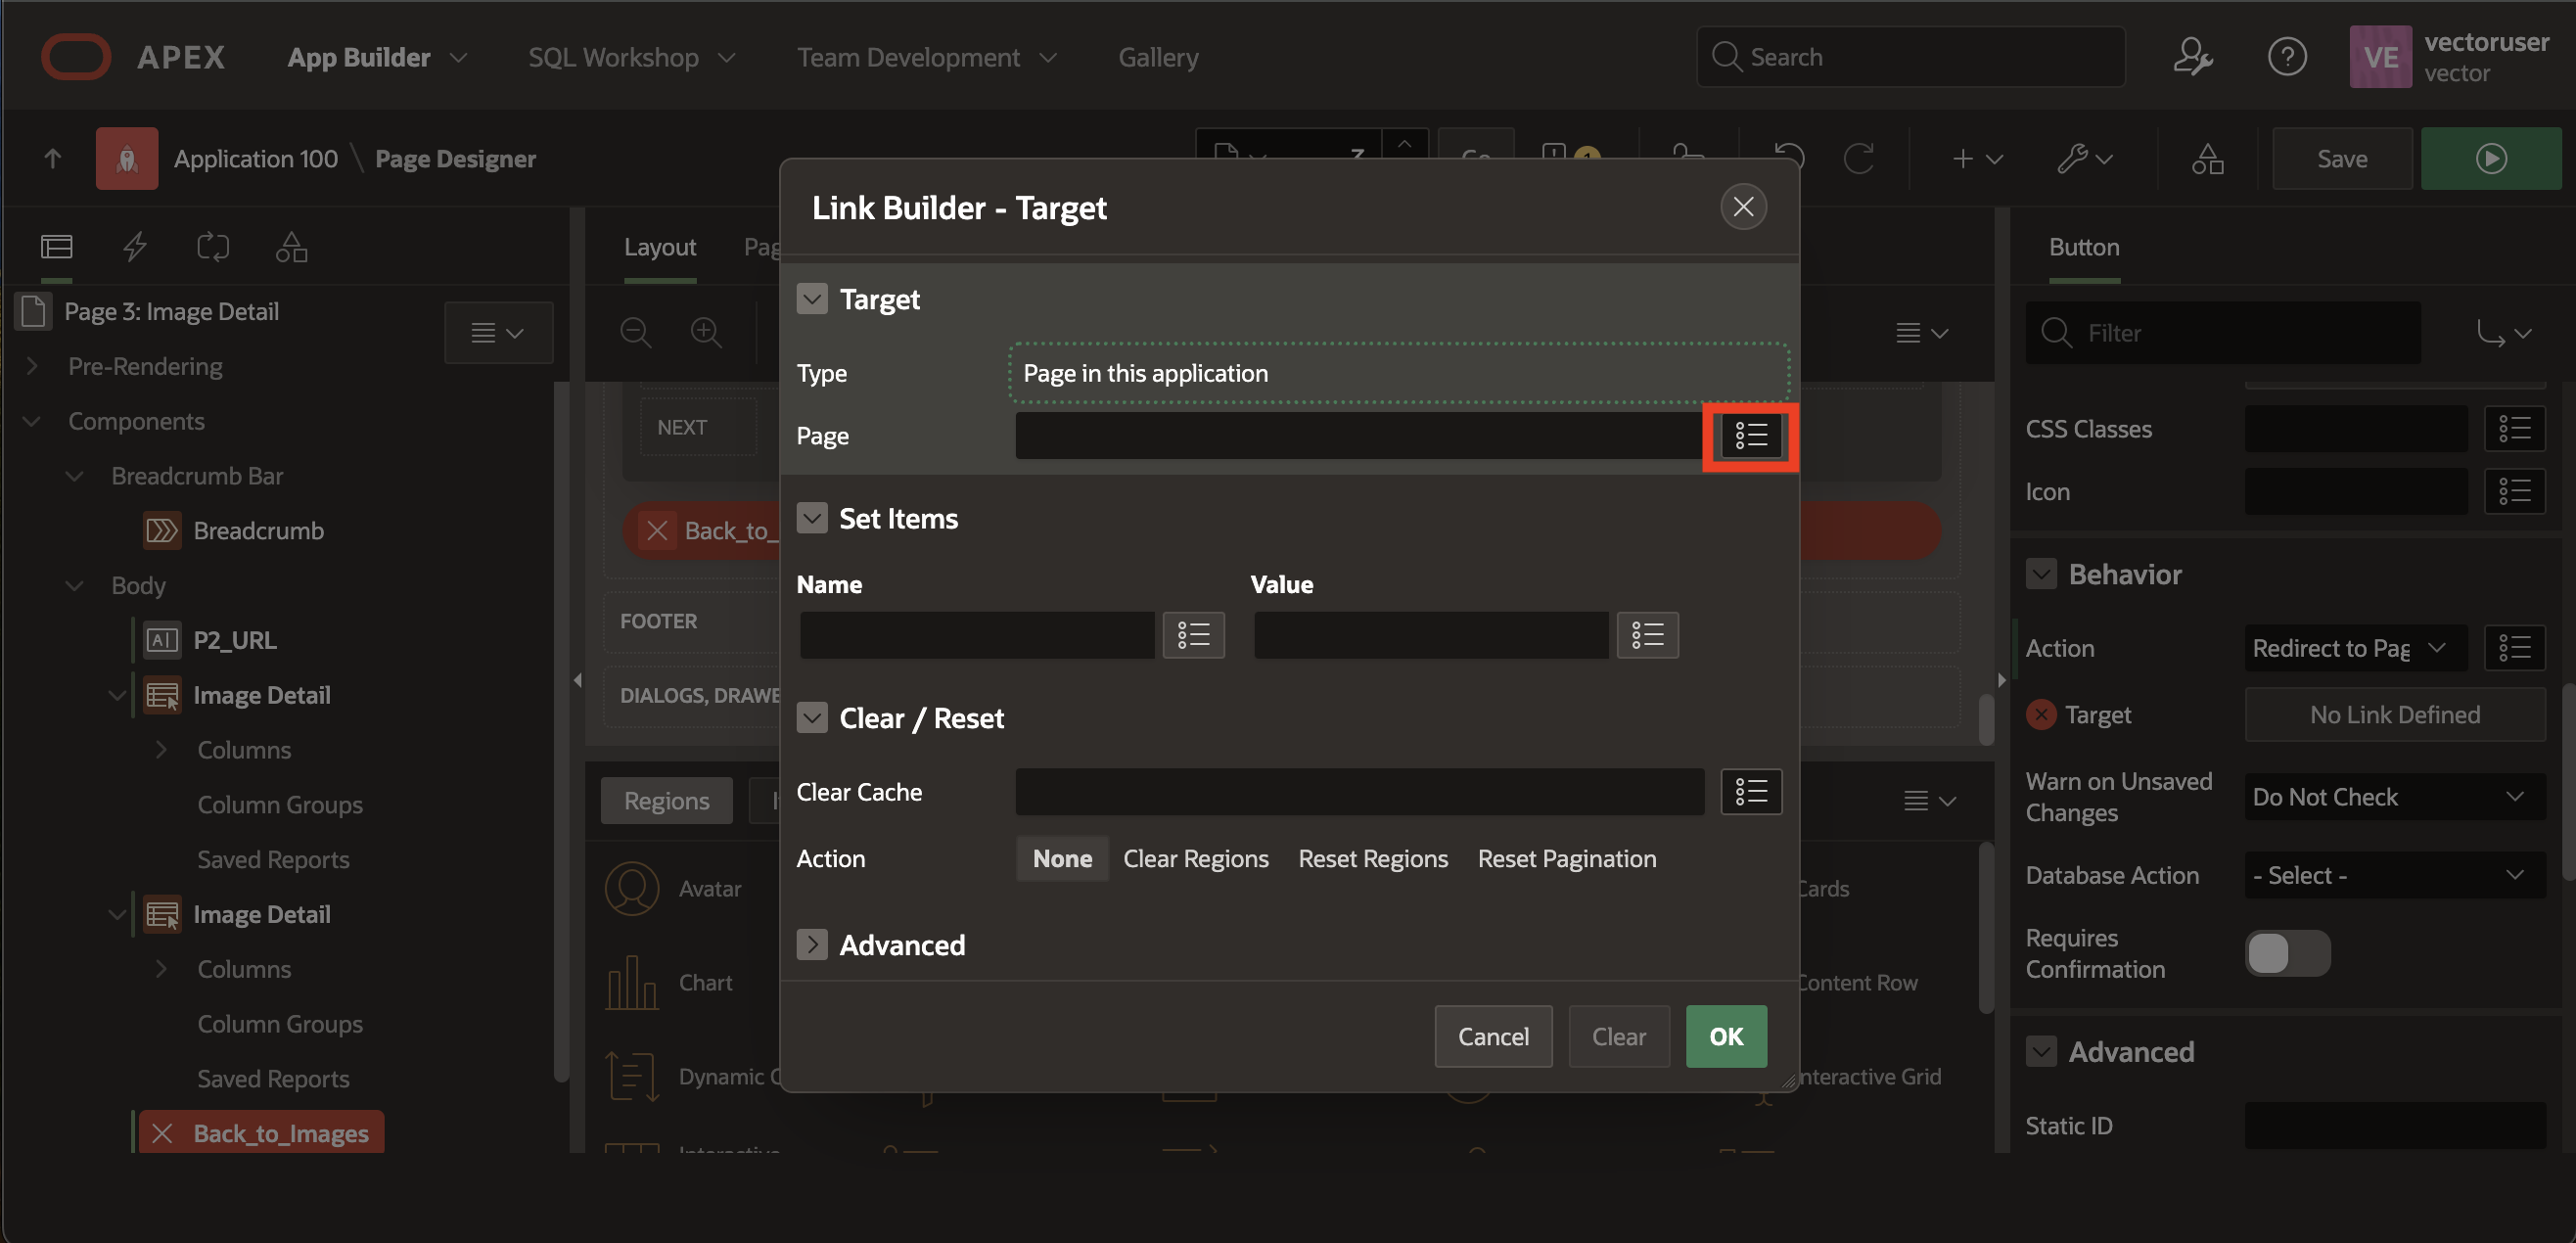 APEX App Builder SQL Workshop Team Development Gallery Search VE vectoruser
vector
Application 100 \ Page Designer 3 Go 1 Save
Link Builder - Target
Layout Button
Target
Page 3: Image Detail
Filter
Pre-Rendering
Type Page in this application
Components
NEXT
Page
CSS Classes
Breadcrumb Bar
Icon
Set Items
Breadcrumb
Back_to_
Behavior
Body
Name Value
FOOTER
P2_URL
Action Redirect to Pag
Image Detail
DIALOGS, DRAWE
Clear / Reset
Target No Link Defined
Columns
Warn on Unsaved
Changes
Do Not Check
Clear Cache
Regions
Column Groups
Action None Clear Regions Reset Regions Reset Pagination
Saved Reports
Database Action - Select -
Avatar
Cards
Image Detail
Advanced
Requires
Confirmation
Columns
Chart
Content Row
Column Groups
Cancel Clear OK
Advanced
Saved Reports
Dynamic C
Interactive Grid
Static ID
Back_to_Images